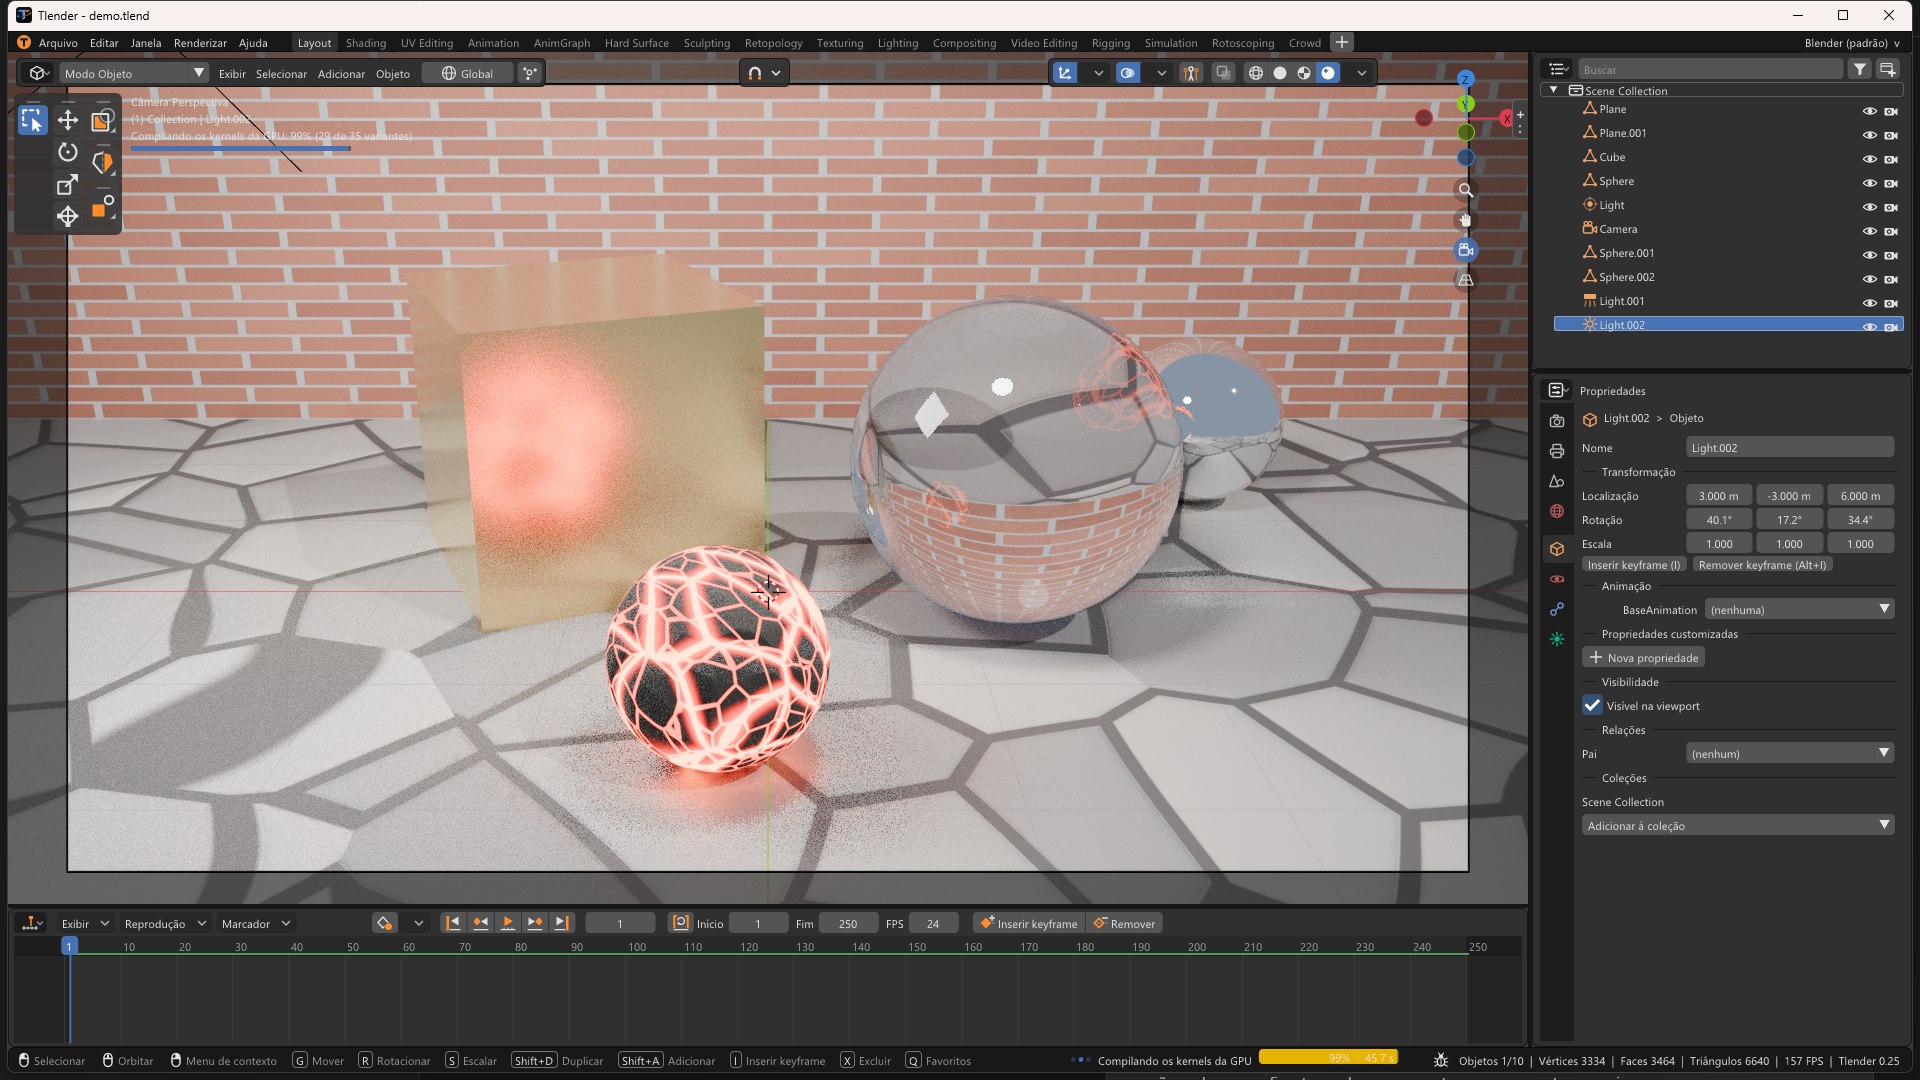 Tlender - demo.tlend
Arquivo Editar Janela Renderizar Ajuda Layout Shading UV Editing Animation AnimGraph Hard Surface Sculpting Retopology Texturing Lighting Compositing Video Editing Rigging Simulation Rotoscoping Crowd Blender (padrão)
Modo Objeto Exibir Selecionar Adicionar Objeto Global
Câmera Perspectiva
(1) Collection | Light.002
Compilando os kernels da GPU: 99% (29 de 35 variantes)
Z
Y
X
Buscar
Scene Collection
Plane
Plane.001
Cube
Sphere
Light
Camera
Sphere.001
Sphere.002
Light.001
Light.002
Propriedades
Light.002 > Objeto
Nome Light.002
Transformação
Localização 3.000 m -3.000 m 6.000 m
Rotação 40.1° 17.2° 34.4°
Escala 1.000 1.000 1.000
Inserir keyframe (I) Remover keyframe (Alt+I)
Animação
BaseAnimation (nenhuma)
Propriedades customizadas
Nova propriedade
Visibilidade
Visível na viewport
Relações
Pai (nenhum)
Coleções
Scene Collection
Adicionar à coleção
Exibir Reprodução Marcador 1 Início 1 Fim 250 FPS 24 Inserir keyframe Remover
1 10 20 30 40 50 60 70 80 90 100 110 120 130 140 150 160 170 180 190 200 210 220 230 240 250
Selecionar Orbitar Menu de contexto G Mover R Rotacionar S Escalar Shift+D Duplicar Shift+A Adicionar I Inserir keyframe X Excluir Q Favoritos Compilando os kernels da GPU 99% · 45.7 s Objetos 1/10 | Vértices 3334 | Faces 3464 | Triângulos 6640 | 157 FPS | Tlender 0.25